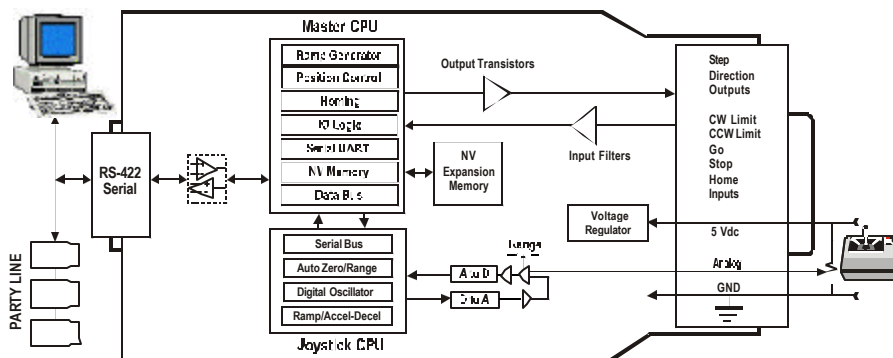 Master CPU
Ramp Generator
Position Control
Homing
I/O Logic
Serial UART
NV Memory
Data Bus
Output Transistors
Input Filters
NV
Expansion
Memory
Step
Direction
Outputs
CW Limit
CCW Limit
Go
Stop
Home
Inputs
RS-422
Serial
Voltage
Regulator
5 Vdc
Serial Bus
Auto Zero/Range
Digital Oscillator
Ramp/Accel-Decel
Joystick CPU
Range
A to D
D to A
Analog
GND
PARTY LINE